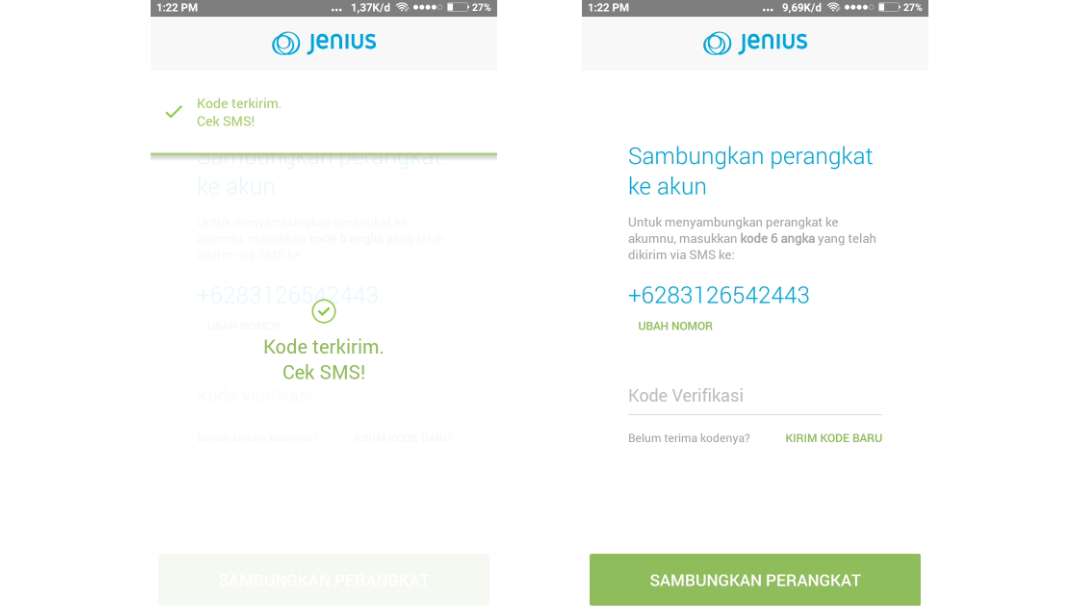 1:22 PM ... 1,37K/d 27%
jenius
Kode terkirim.
Cek SMS!
Sambungkan perangkat
ke akun
Untuk menyambungkan perangkat ke
akumnu, masukkan kode 6 angka yang telah
dikirim via SMS ke:
+6283126542443
UBAH NOMOR
Kode terkirim.
Cek SMS!
Kode Verifikasi
Belum terima kodenya? KIRIM KODE BARU
SAMBUNGKAN PERANGKAT
1:22 PM ... 9,69K/d 27%
jenius
Sambungkan perangkat
ke akun
Untuk menyambungkan perangkat ke
akumnu, masukkan kode 6 angka yang telah
dikirim via SMS ke:
+6283126542443
UBAH NOMOR
Kode Verifikasi
Belum terima kodenya? KIRIM KODE BARU
SAMBUNGKAN PERANGKAT